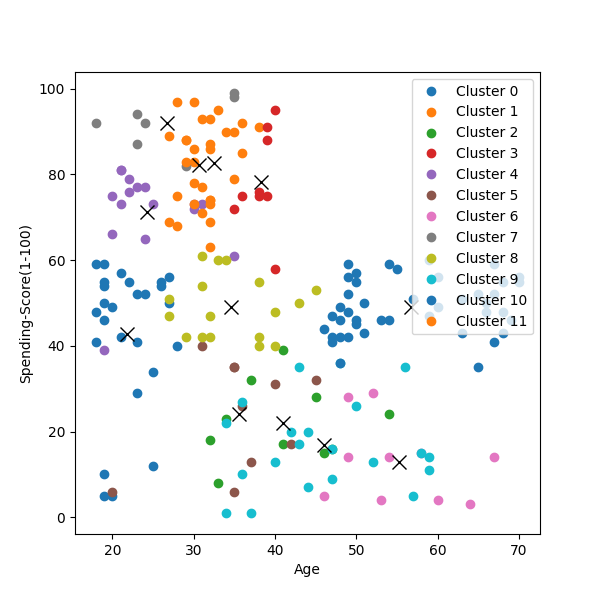 100
80
60
40
20
0
Spending-Score(1-100)
Cluster 0
Cluster 1
Cluster 2
Cluster 3
Cluster 4
Cluster 5
Cluster 6
Cluster 7
Cluster 8
Cluster 9
Cluster 10
Cluster 11
20 30 40 50 60 70
Age